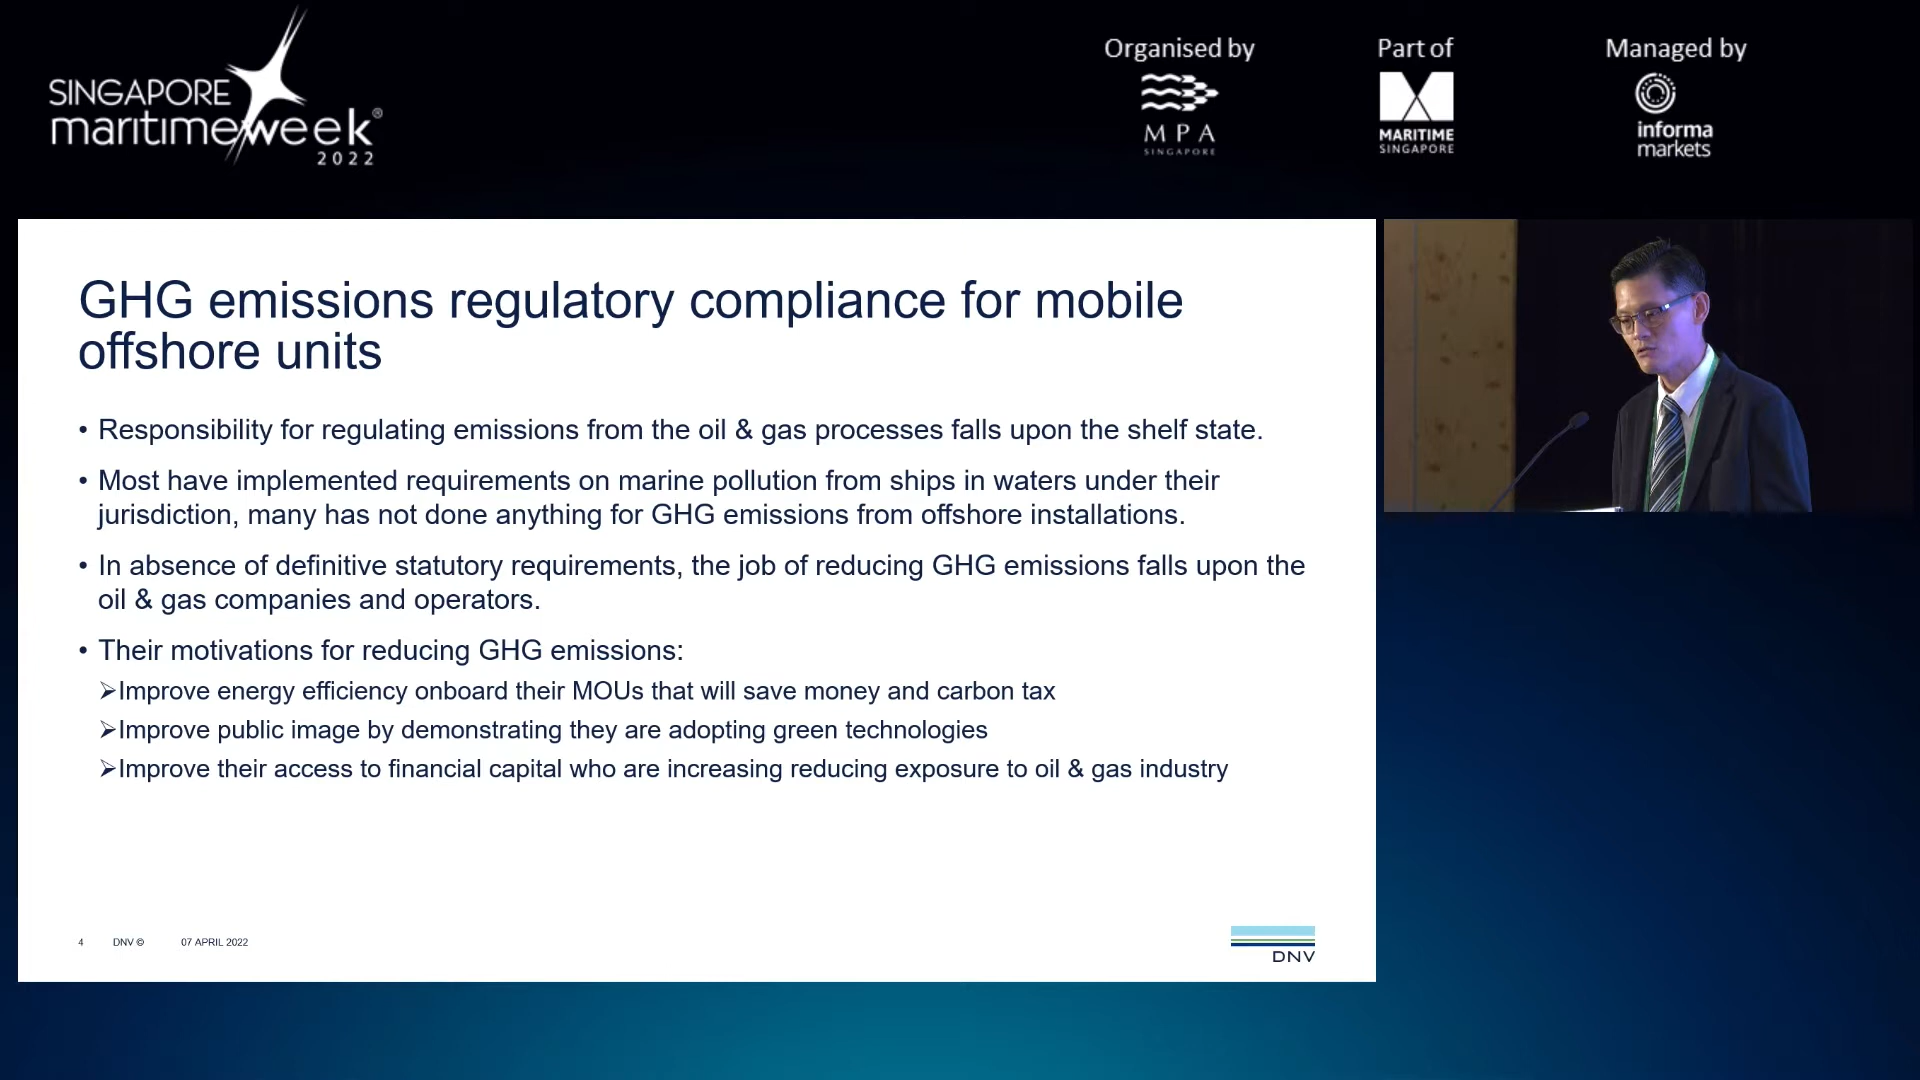 SINGAPORE
maritimeweek®
2022
Organised by
MPA
SINGAPORE
Part of
MARITIME
SINGAPORE
Managed by
informa
markets
GHG emissions regulatory compliance for mobile
offshore units
• Responsibility for regulating emissions from the oil & gas processes falls upon the shelf state.
• Most have implemented requirements on marine pollution from ships in waters under their
jurisdiction, many has not done anything for GHG emissions from offshore installations.
• In absence of definitive statutory requirements, the job of reducing GHG emissions falls upon the
oil & gas companies and operators.
• Their motivations for reducing GHG emissions:
➢Improve energy efficiency onboard their MOUs that will save money and carbon tax
➢Improve public image by demonstrating they are adopting green technologies
➢Improve their access to financial capital who are increasing reducing exposure to oil & gas industry
4 DNV © 07 APRIL 2022
DNV